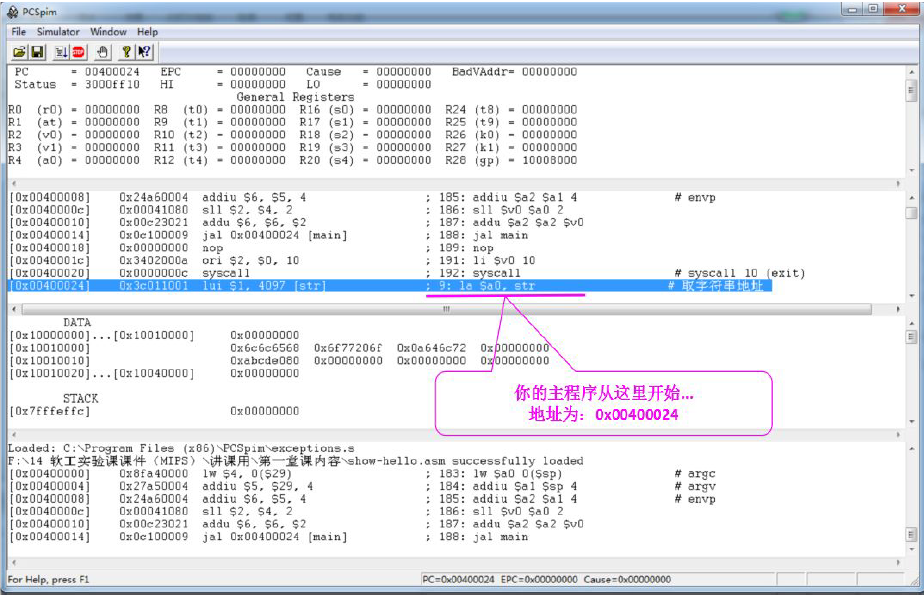 PCSpim
File Simulator Window Help
PC = 00400024 EPC = 00000000 Cause = 00000000 BadVAddr= 00000000
Status = 3000ff10 HI = 00000000 LO = 00000000
General Registers
R0 (r0) = 00000000 R8 (t0) = 00000000 R16 (s0) = 00000000 R24 (t8) = 00000000
R1 (at) = 00000000 R9 (t1) = 00000000 R17 (s1) = 00000000 R25 (t9) = 00000000
R2 (v0) = 00000000 R10 (t2) = 00000000 R18 (s2) = 00000000 R26 (k0) = 00000000
R3 (v1) = 00000000 R11 (t3) = 00000000 R19 (s3) = 00000000 R27 (k1) = 00000000
R4 (a0) = 00000000 R12 (t4) = 00000000 R20 (s4) = 00000000 R28 (gp) = 10008000
[0x00400008] 0x24a60004 addiu $6, $5, 4 ; 185: addiu $a2 $a1 4 # envp
[0x0040000c] 0x00041080 sll $2, $4, 2 ; 186: sll $v0 $a0 2
[0x00400010] 0x00c23021 addu $6, $6, $2 ; 187: addu $a2 $a2 $v0
[0x00400014] 0x0c100009 jal 0x00400024 [main] ; 188: jal main
[0x00400018] 0x00000000 nop ; 189: nop
[0x0040001c] 0x3402000a ori $2, $0, 10 ; 191: li $v0 10
[0x00400020] 0x0000000c syscall ; 192: syscall # syscall 10 (exit)
[0x00400024] 0x3c011001 lui $1, 4097 [str] ; 9: la $a0, str # 取字符串地址
DATA
[0x10000000]...[0x10010000] 0x00000000
[0x10010000] 0x6c6c6568 0x6f77206f 0x0a646c72 0x00000000
[0x10010010] 0xabcde080 0x00000000 0x00000000 0x00000000
[0x10010020]...[0x10040000] 0x00000000
STACK
[0x7fffeffc] 0x00000000
你的主程序从这里开始...
地址为：0x00400024
Loaded: C:\Program Files (x86)\PCSpim\exceptions.s
F:\14 软工实验课课件（MIPS）\讲课用\第一堂课内容\show-hello.asm successfully loaded
[0x00400000] 0x8fa40000 lw $4, 0($29) ; 183: lw $a0 0($sp) # argc
[0x00400004] 0x27a50004 addiu $5, $29, 4 ; 184: addiu $a1 $sp 4 # argv
[0x00400008] 0x24a60004 addiu $6, $5, 4 ; 185: addiu $a2 $a1 4 # envp
[0x0040000c] 0x00041080 sll $2, $4, 2 ; 186: sll $v0 $a0 2
[0x00400010] 0x00c23021 addu $6, $6, $2 ; 187: addu $a2 $a2 $v0
[0x00400014] 0x0c100009 jal 0x00400024 [main] ; 188: jal main
For Help, press F1
PC=0x00400024 EPC=0x00000000 Cause=0x00000000